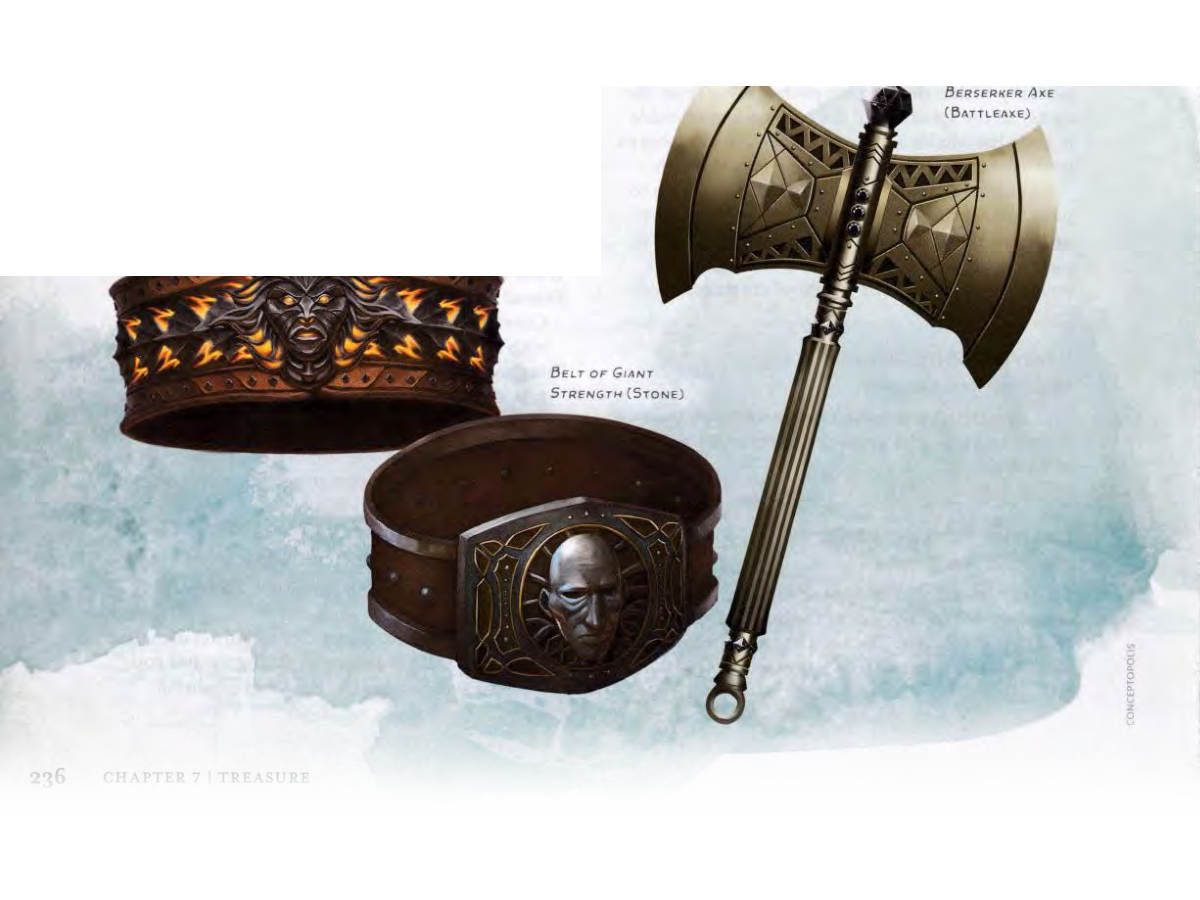 BERSERKER AXE
(BATTLEAXE)
BELT OF GIANT
STRENGTH (STONE)
CONCEPTOPOLIS
236 CHAPTER 7 | TREASURE